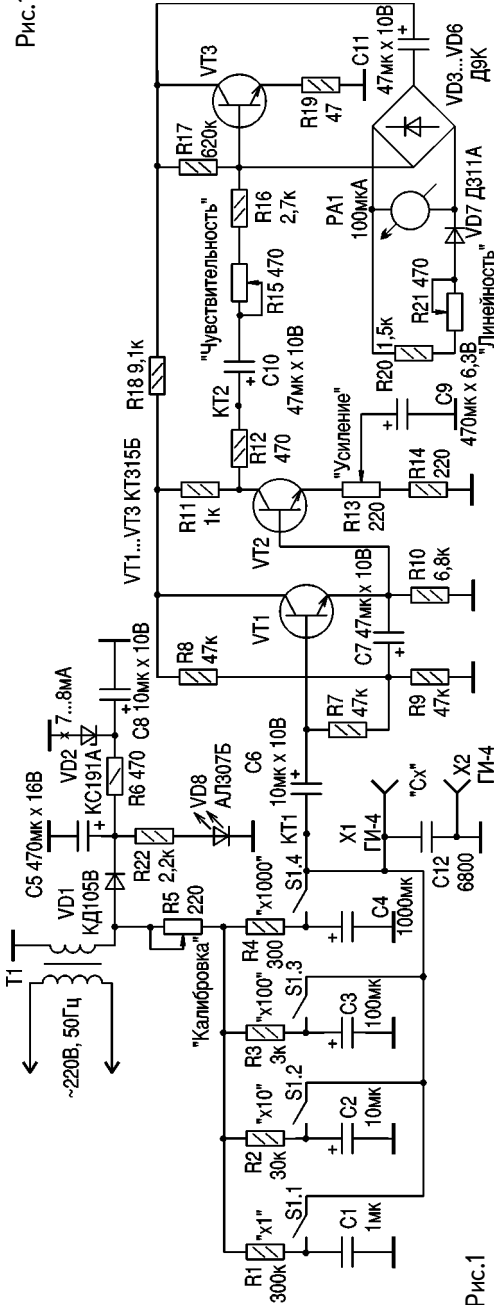 T1
~220В, 50Гц
VD1
КД105В
C5 470мк x 16В
R22
2,2к
VD8
АЛ307Б
VD2
КС191А
7...8мА
R6 470
C8 10мк x 10В
"Калибровка"
R5
220
R1
300к
"x1"
S1.1
C1
1мк
R2
30к
"x10"
S1.2
C2
10мк
R3
3к
"x100"
S1.3
C3
100мк
R4
300
"x1000"
S1.4
C4
1000мк
КТ1
C6
10мк x 10В
X1
ГИ-4
"Сх"
X2
ГИ-4
C12
6800
VT1...VT3 КТ315Б
R8
47к
R7
47к
R9
47к
VT1
C7 47мк x 10В
R10
6,8к
R18 9,1к
R11
1к
VT2
R12
470
КТ2
C10
47мк x 10В
"Усиление"
R13
220
R14
220
C9
470мк x 6,3В
"Чувствительность"
R15 470
R16
2,7к
R17
620к
VT3
R19
47
C11
47мк x 10В
VD3...VD6
Д9К
PA1
100мкА
VD7 Д311А
R20
1,5к
R21 470
"Линейность"
Рис.1
Рис.